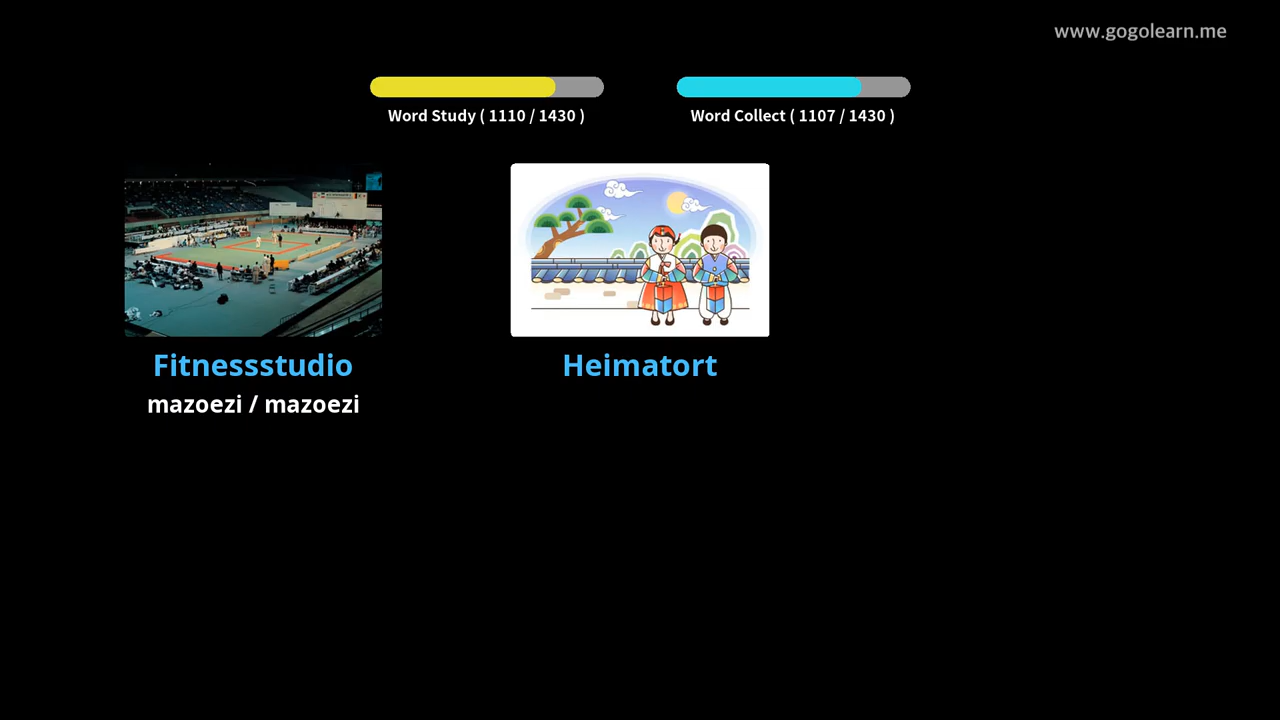 www.gogolearn.me
Word Study ( 1110 / 1430 )
Word Collect ( 1107 / 1430 )
Fitnessstudio
Heimatort
mazoezi / mazoezi